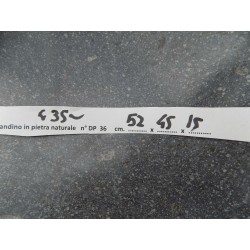 435~
andino in pietra naturale n° DP 36 cm. 52 x 45 x 15